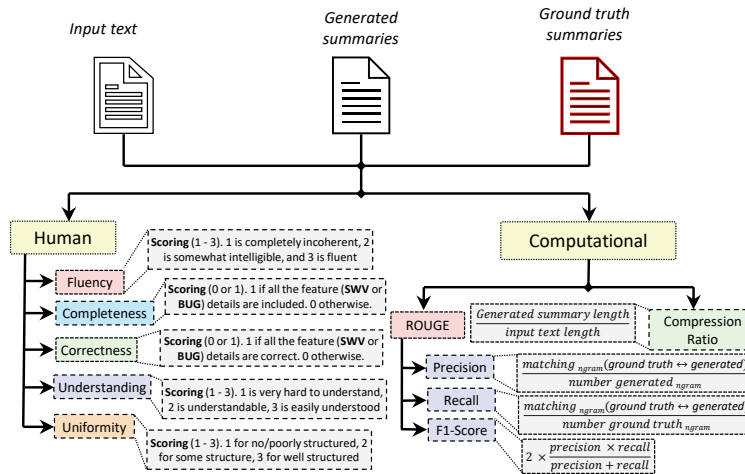 Input text
Generated
summaries
Ground truth
summaries
Human
Scoring (1 - 3). 1 is completely incoherent, 2
is somewhat intelligible, and 3 is fluent
Fluency
Scoring (0 or 1). 1 if all the feature (SWV or
BUG) details are included. 0 otherwise.
Completeness
Scoring (0 or 1). 1 if all the feature (SWV or
BUG) details are correct. 0 otherwise.
Correctness
Understanding
Scoring (1 - 3). 1 is very hard to understand,
2 is understandable, 3 is easily understood
Uniformity
Scoring (1 - 3). 1 for no/poorly structured, 2
for some structure, 3 for well structured
Computational
ROUGE
Generated summary length
input text length
Compression
Ratio
Precision
matching ngram(ground truth ↔ generated)
number generated ngram
Recall
matching ngram(ground truth ↔ generated)
number ground truth ngram
F1-Score
2 × precision × recall
precision + recall